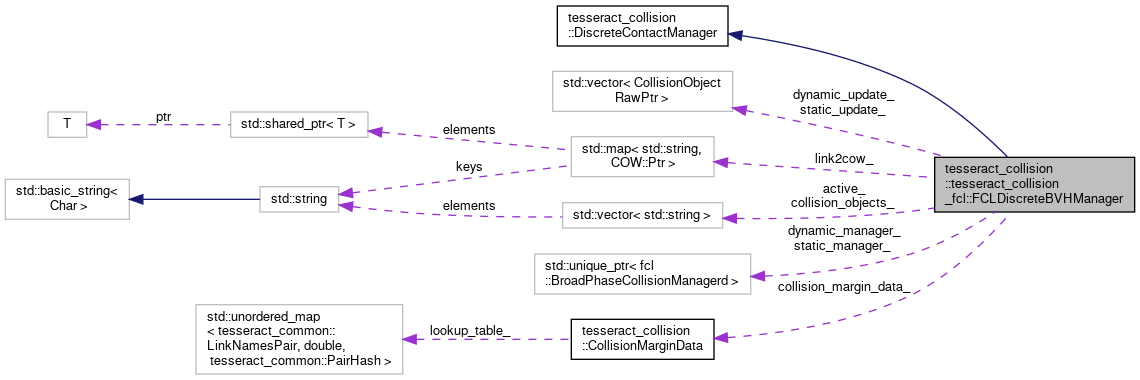 tesseract_collision
::DiscreteContactManager
std::vector< CollisionObject
RawPtr >
dynamic_update_
static_update_
T
ptr
std::shared_ptr< T >
elements
std::map< std::string,
COW::Ptr >
link2cow_
keys
tesseract_collision
::tesseract_collision
_fcl::FCLDiscreteBVHManager
std::basic_string<
Char >
std::string
elements
std::vector< std::string >
active_
collision_objects_
dynamic_manager_
static_manager_
std::unique_ptr< fcl
::BroadPhaseCollisionManagerd >
collision_margin_data_
std::unordered_map
< tesseract_common::
LinkNamesPair, double,
tesseract_common::PairHash >
lookup_table_
tesseract_collision
::CollisionMarginData